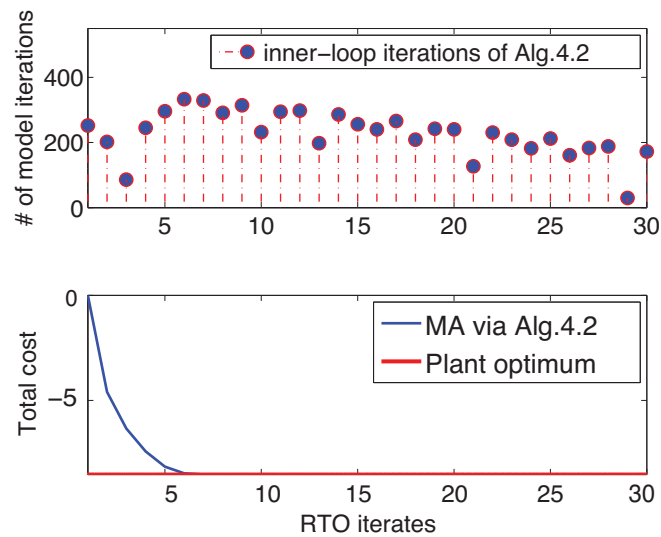 inner-loop iterations of Alg.4.2
# of model iterations
400
200
0
5 10 15 20 25 30
MA via Alg.4.2
Plant optimum
Total cost
0
−5
5 10 15 20 25 30
RTO iterates